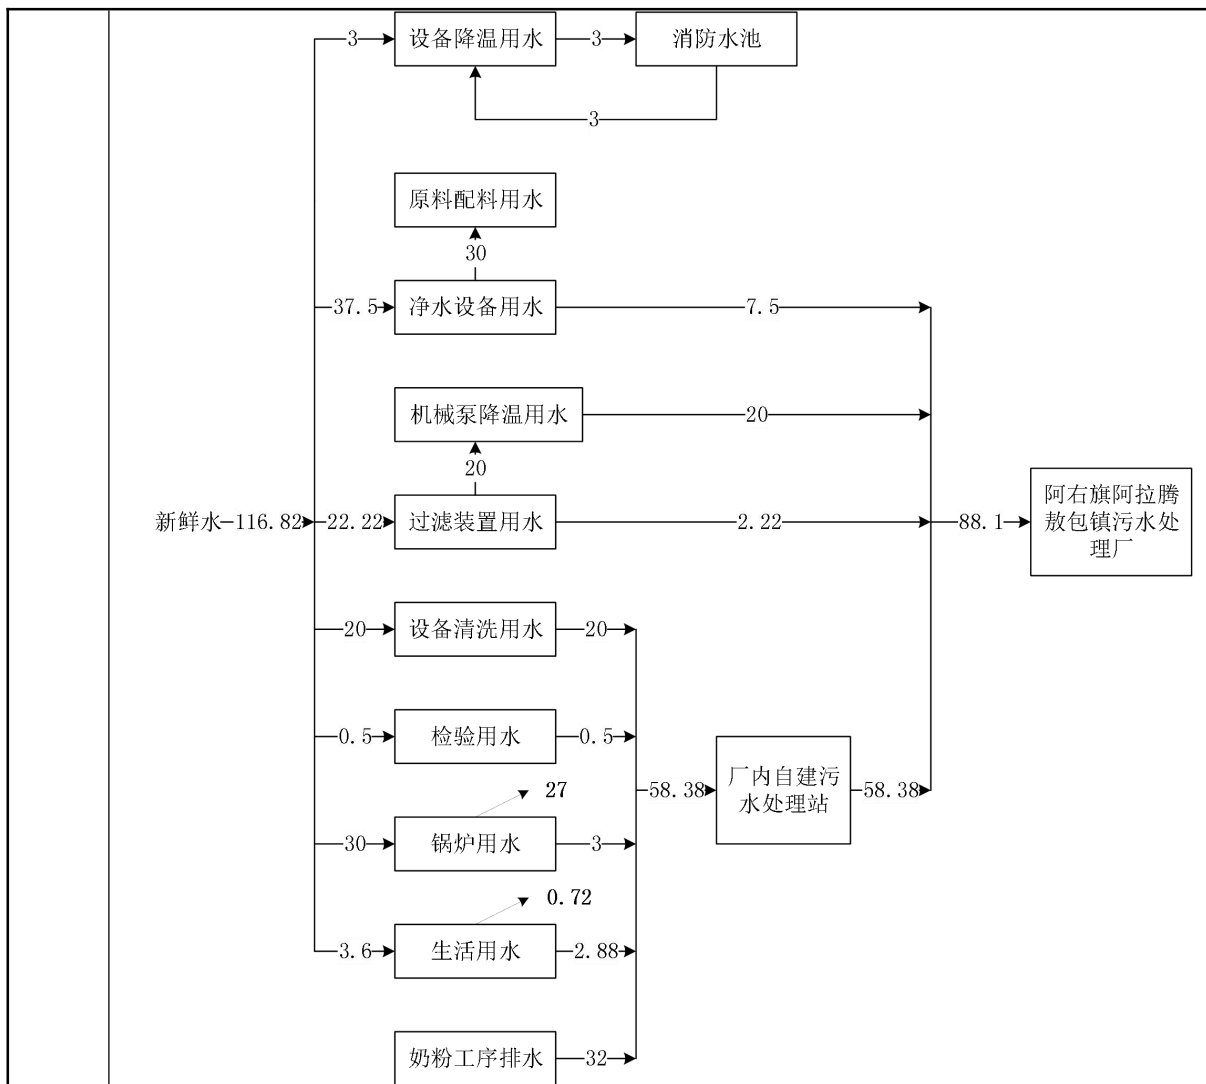 3
设备降温用水
3
消防水池
3
原料配料用水
30
37.5
净水设备用水
7.5
机械泵降温用水
20
20
新鲜水
116.82
22.22
过滤装置用水
2.22
88.1
阿右旗阿拉腾
敖包镇污水处
理厂
20
设备清洗用水
20
0.5
检验用水
0.5
58.38
厂内自建污
水处理站
58.38
27
30
锅炉用水
3
0.72
3.6
生活用水
2.88
奶粉工序排水
32